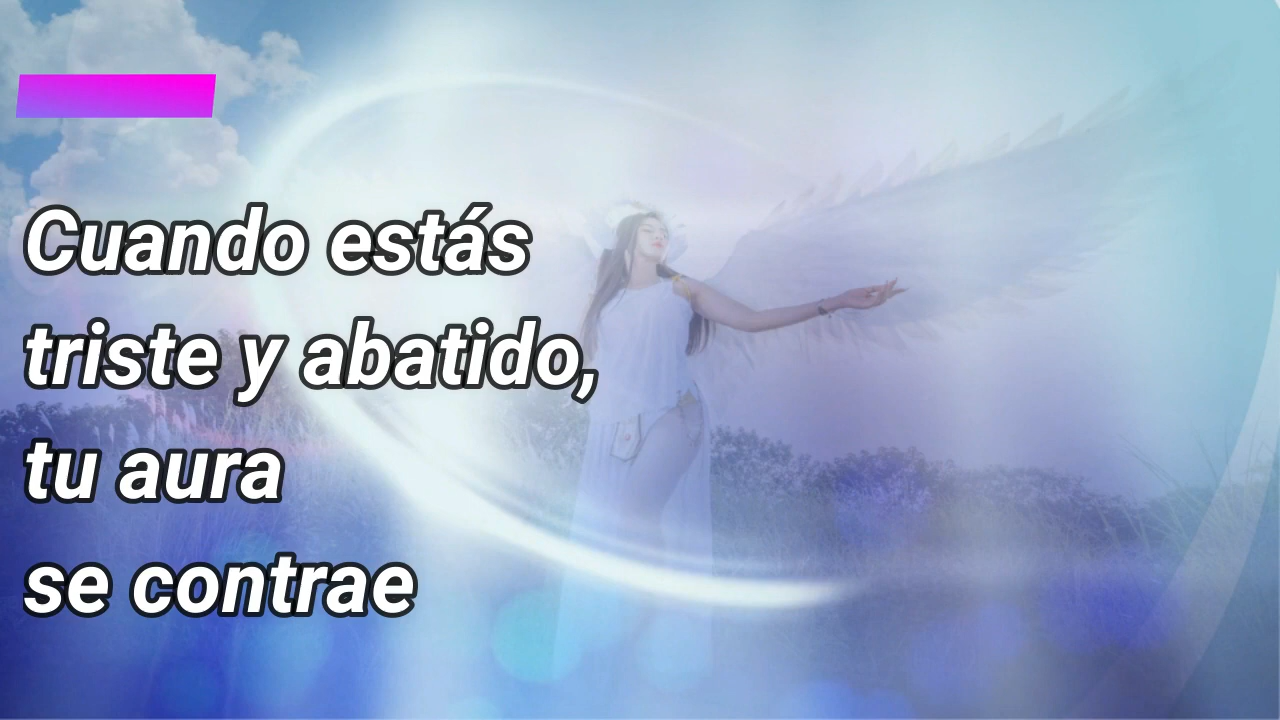 Cuando estás
triste y abatido,
tu aura
se contrae